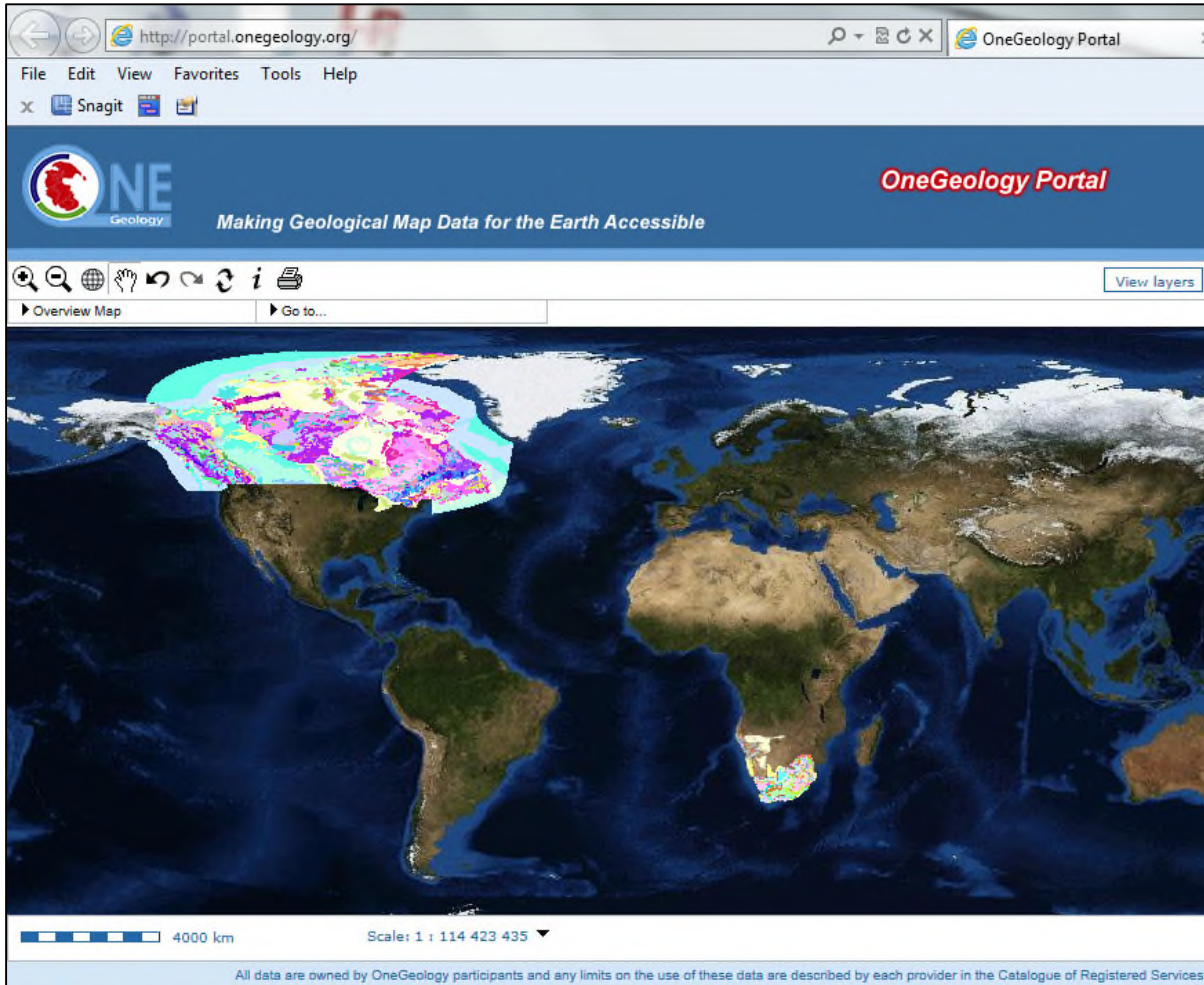 http://portal.onegeology.org/
OneGeology Portal
File Edit View Favorites Tools Help
x Snagit
ONE
Geology
Making Geological Map Data for the Earth Accessible
OneGeology Portal
View layers
Overview Map
Go to...
4000 km
Scale: 1 : 114 423 435
All data are owned by OneGeology participants and any limits on the use of these data are described by each provider in the Catalogue of Registered Services